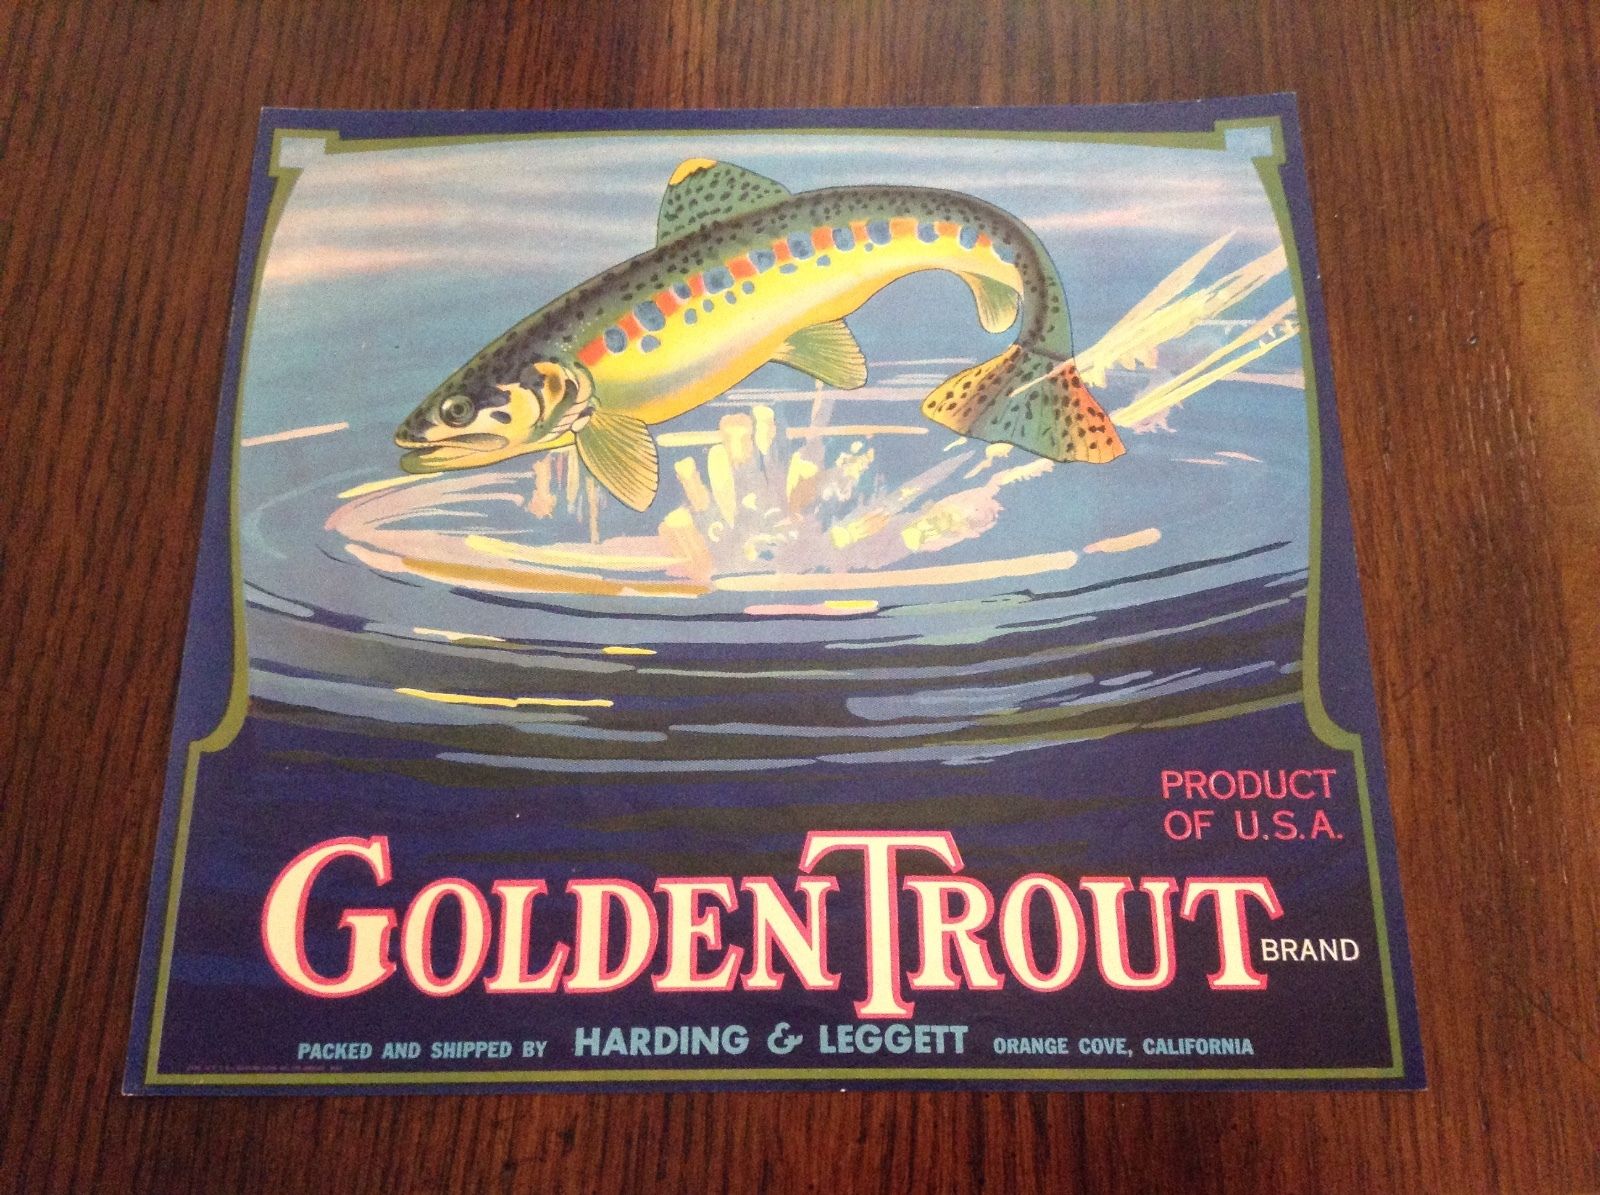 PRODUCT
OF U.S.A.
GOLDEN TROUT BRAND
PACKED AND SHIPPED BY HARDING & LEGGETT ORANGE COVE, CALIFORNIA